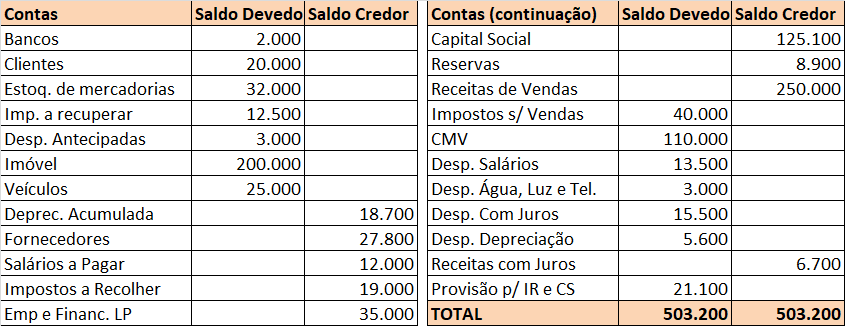 Contas Saldo Devedo Saldo Credor
Bancos 2.000
Clientes 20.000
Estoq. de mercadorias 32.000
Imp. a recuperar 12.500
Desp. Antecipadas 3.000
Imóvel 200.000
Veículos 25.000
Deprec. Acumulada 18.700
Fornecedores 27.800
Salários a Pagar 12.000
Impostos a Recolher 19.000
Emp e Financ. LP 35.000
Contas (continuação) Saldo Devedo Saldo Credor
Capital Social 125.100
Reservas 8.900
Receitas de Vendas 250.000
Impostos s/ Vendas 40.000
CMV 110.000
Desp. Salários 13.500
Desp. Água, Luz e Tel. 3.000
Desp. Com Juros 15.500
Desp. Depreciação 5.600
Receitas com Juros 6.700
Provisão p/ IR e CS 21.100
TOTAL 503.200 503.200